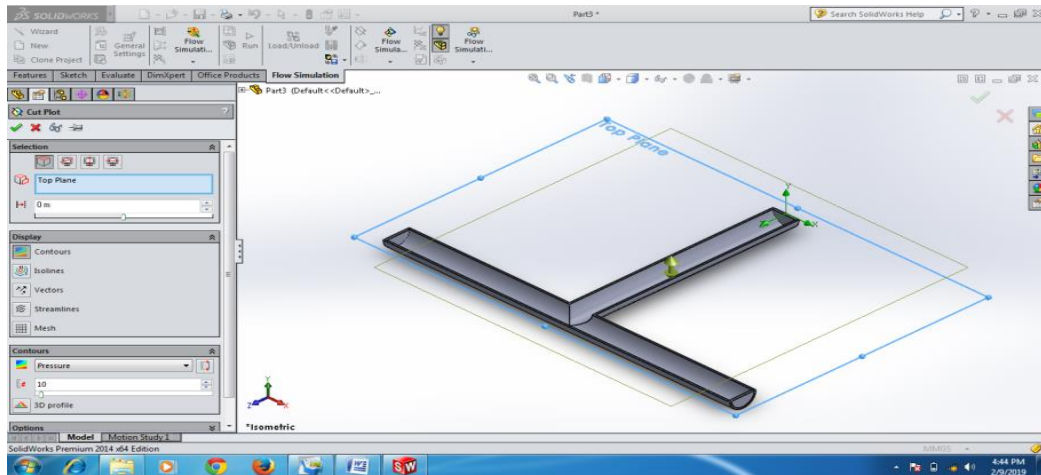 SOLIDWORKS
Part3 *
Search SolidWorks Help
Wizard
New
Clone Project
General Settings
Flow Simulati...
Run
Load/Unload
Flow Simula...
Flow Simulati...
Features Sketch Evaluate DimXpert Office Products Flow Simulation
Part3 (Default<<Default>_...
Cut Plot
?
Selection
Top Plane
0 m
Display
Contours
Isolines
Vectors
Streamlines
Mesh
Contours
Pressure
10
3D profile
Options
Top Plane
Y
X
Z
Y
Z
X
*Isometric
Model Motion Study 1
SolidWorks Premium 2014 x64 Edition
MMGS
4:44 PM
2/9/2019